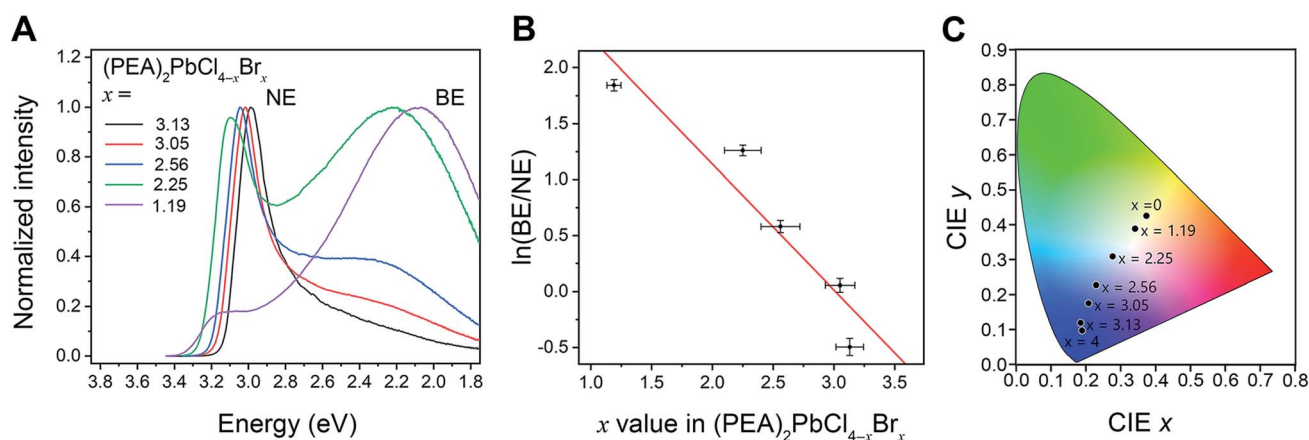 A
(PEA)₂PbCl₄₋ₓBrₓ
x =
3.13
3.05
2.56
2.25
1.19
NE
BE
1.2
1.0
0.8
0.6
0.4
0.2
0.0
3.8 3.6 3.4 3.2 3.0 2.8 2.6 2.4 2.2 2.0 1.8
Normalized intensity
Energy (eV)
B
2.0
1.5
1.0
0.5
0.0
-0.5
1.0 1.5 2.0 2.5 3.0 3.5
ln(BE/NE)
x value in (PEA)₂PbCl₄₋ₓBrₓ
C
0.9
0.8
0.7
0.6
0.5
0.4
0.3
0.2
0.1
0.0
0.0 0.1 0.2 0.3 0.4 0.5 0.6 0.7 0.8
CIE y
CIE x
x =0
x = 1.19
x = 2.25
x = 2.56
x = 3.05
x = 3.13
x = 4